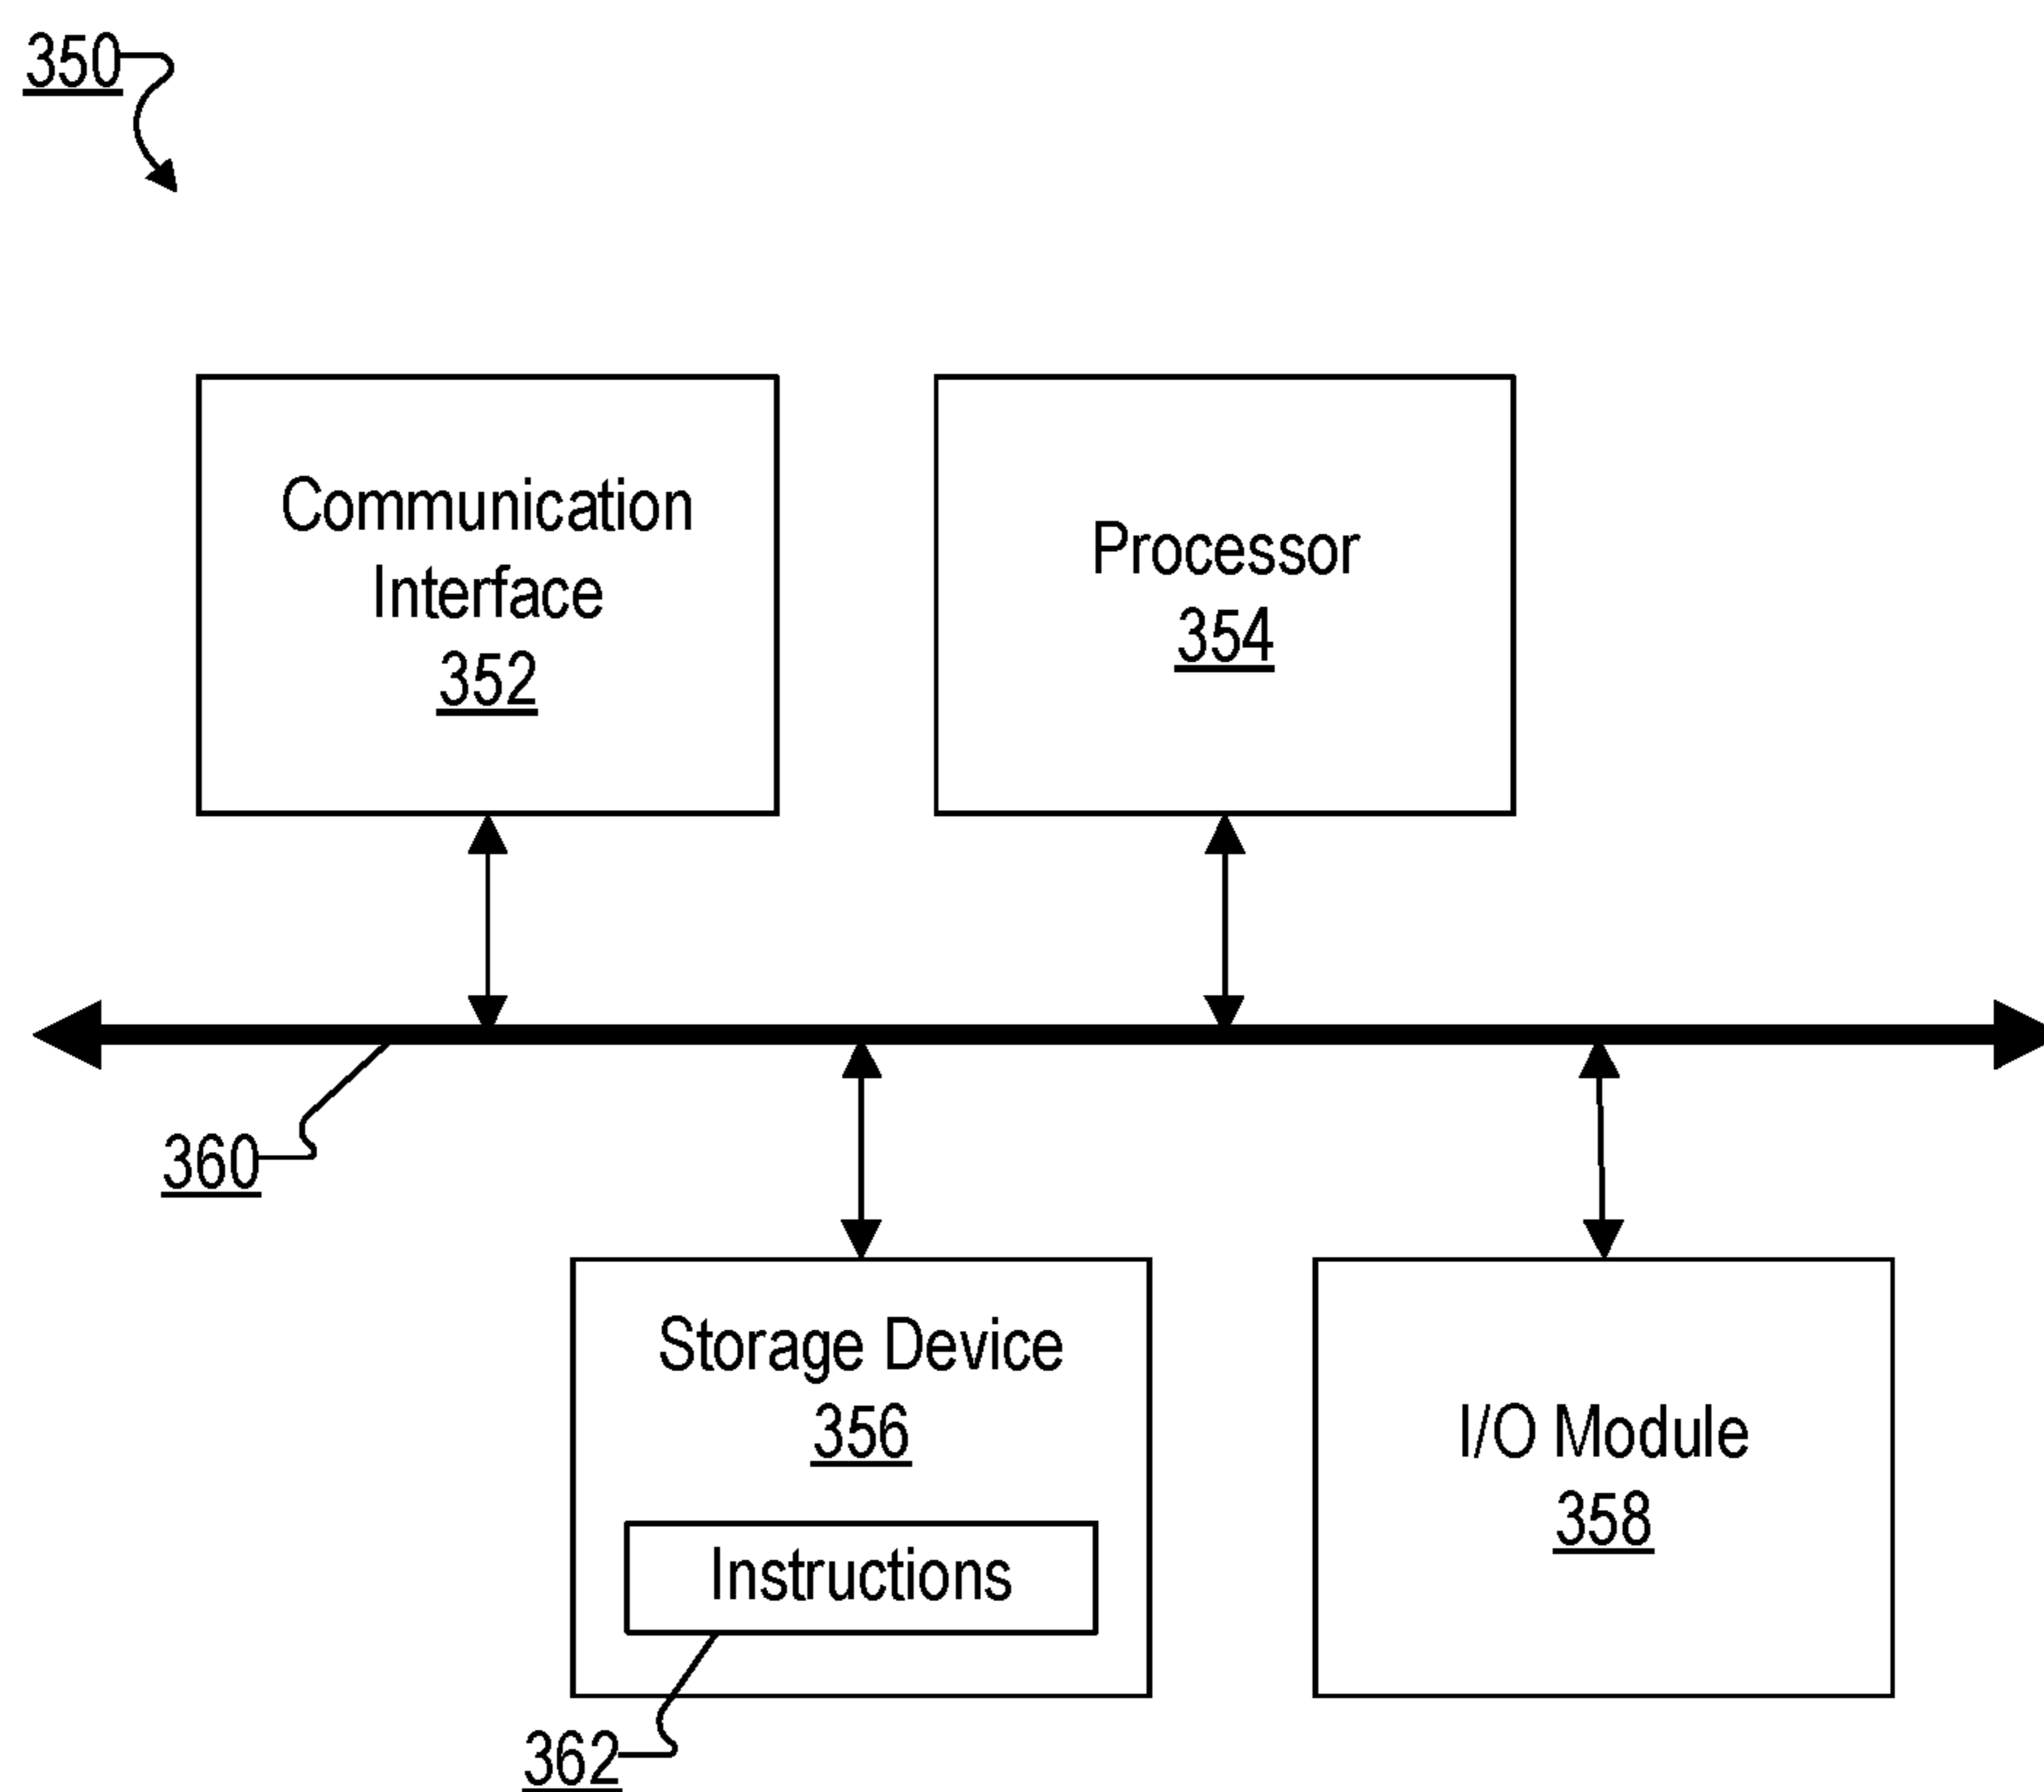 350
Communication
Interface
352
Processor
354
360
Storage Device
356
Instructions
362
I/O Module
358